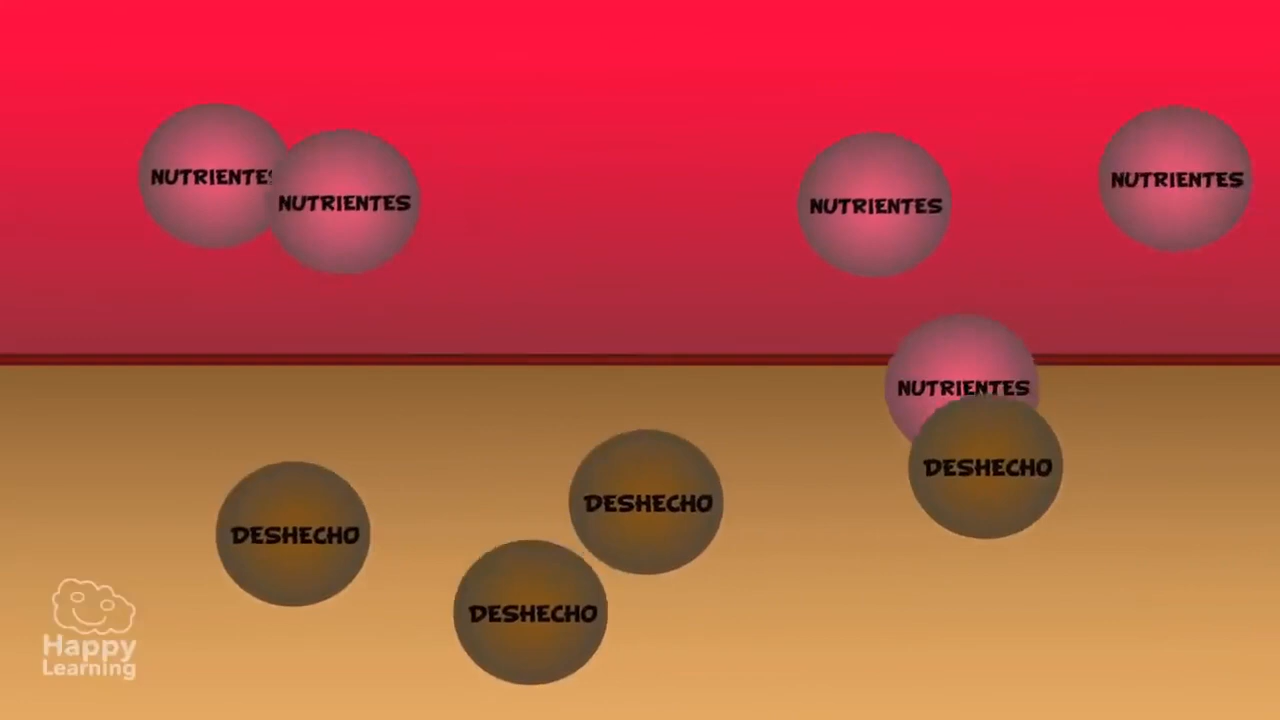 NUTRIENTES
NUTRIENTES
NUTRIENTES
NUTRIENTES
NUTRIENTES
DESHECHO
DESHECHO
DESHECHO
DESHECHO
Happy
Learning